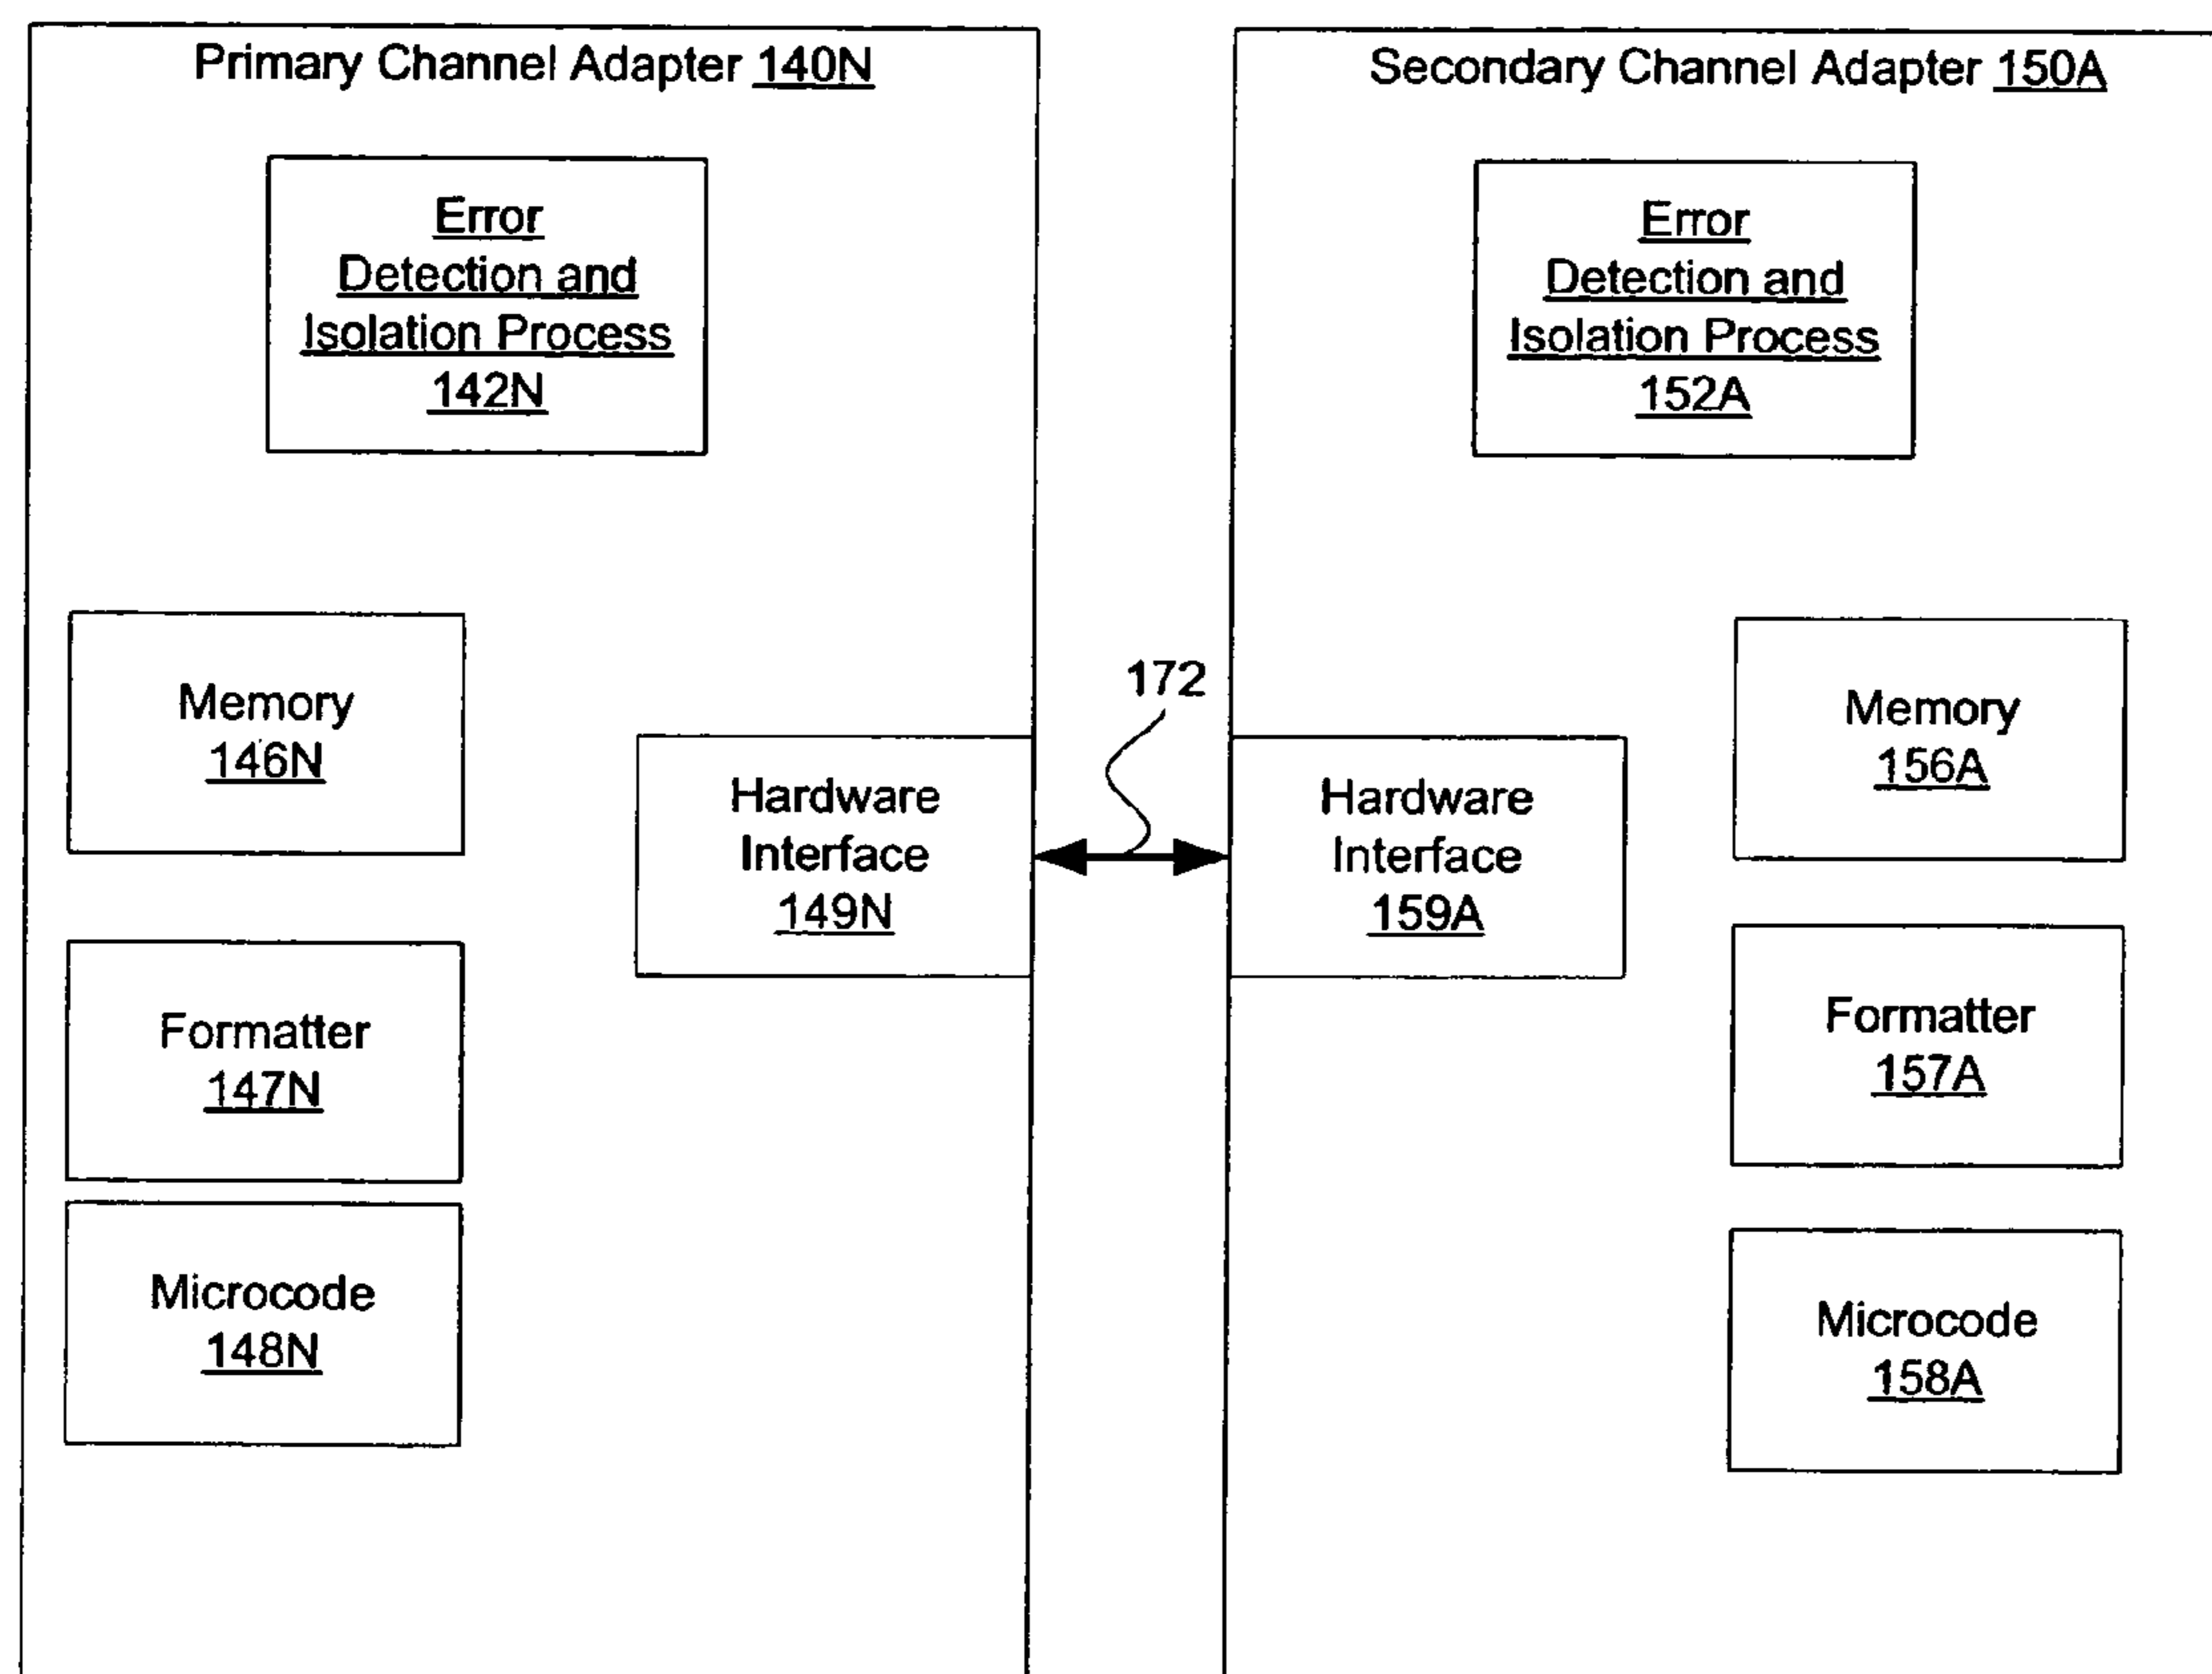 Primary Channel Adapter 140N
Error
Detection and
Isolation Process
142N
Memory
146N
Hardware
Interface
149N
Formatter
147N
Microcode
148N
172
Secondary Channel Adapter 150A
Error
Detection and
Isolation Process
152A
Hardware
Interface
159A
Memory
156A
Formatter
157A
Microcode
158A